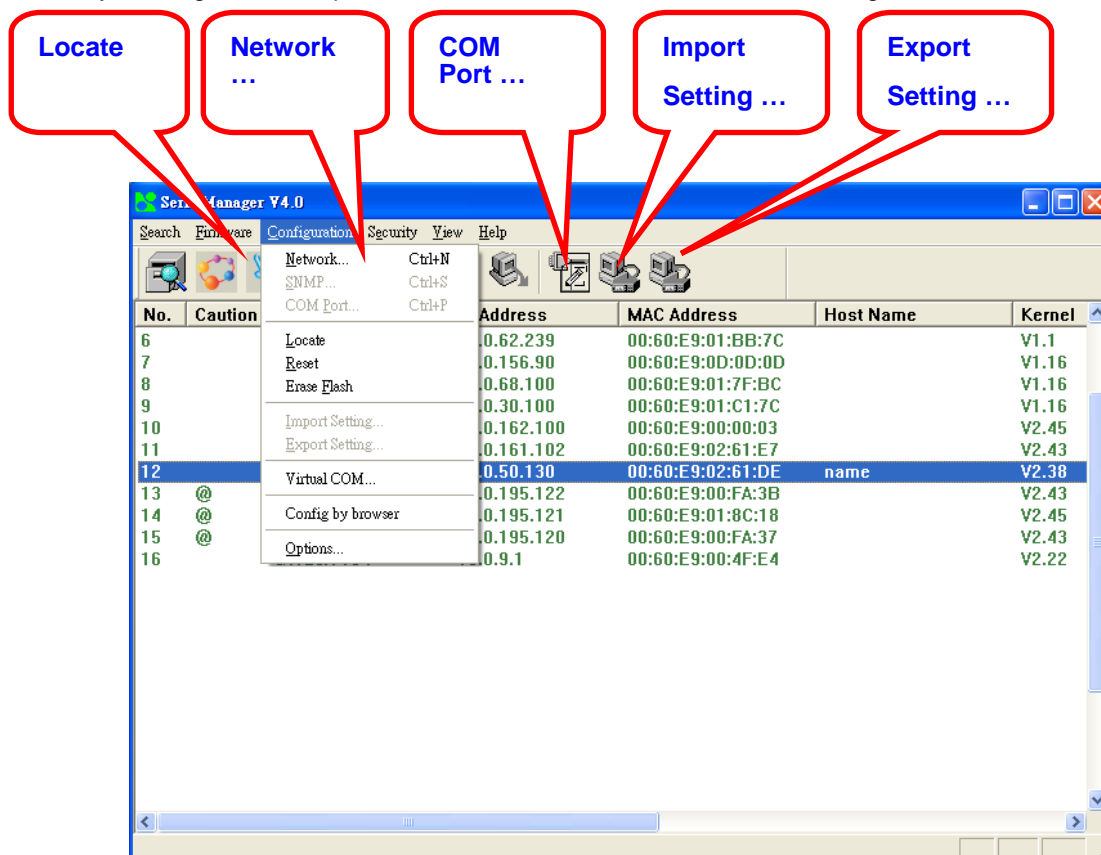 Locate
Network
…
COM
Port …
Import
Setting …
Export
Setting …
Manager V4.0
Search Firmware Configuration Security View Help
Network... Ctrl+N
SNMP... Ctrl+S
COM Port... Ctrl+P
Locate
Reset
Erase Flash
Import Setting...
Export Setting...
Virtual COM...
Config by browser
Options...
No. Caution Address MAC Address Host Name Kernel
6 .0.62.239 00:60:E9:01:BB:7C V1.1
7 .0.156.90 00:60:E9:0D:0D:0D V1.16
8 .0.68.100 00:60:E9:01:7F:BC V1.16
9 .0.30.100 00:60:E9:01:C1:7C V1.16
10 .0.162.100 00:60:E9:00:00:03 V2.45
11 .0.161.102 00:60:E9:02:61:E7 V2.43
12 .0.50.130 00:60:E9:02:61:DE name V2.38
13 @ .0.195.122 00:60:E9:00:FA:3B V2.43
14 @ .0.195.121 00:60:E9:01:8C:18 V2.45
15 @ .0.195.120 00:60:E9:00:FA:37 V2.43
16 .0.9.1 00:60:E9:00:4F:E4 V2.22